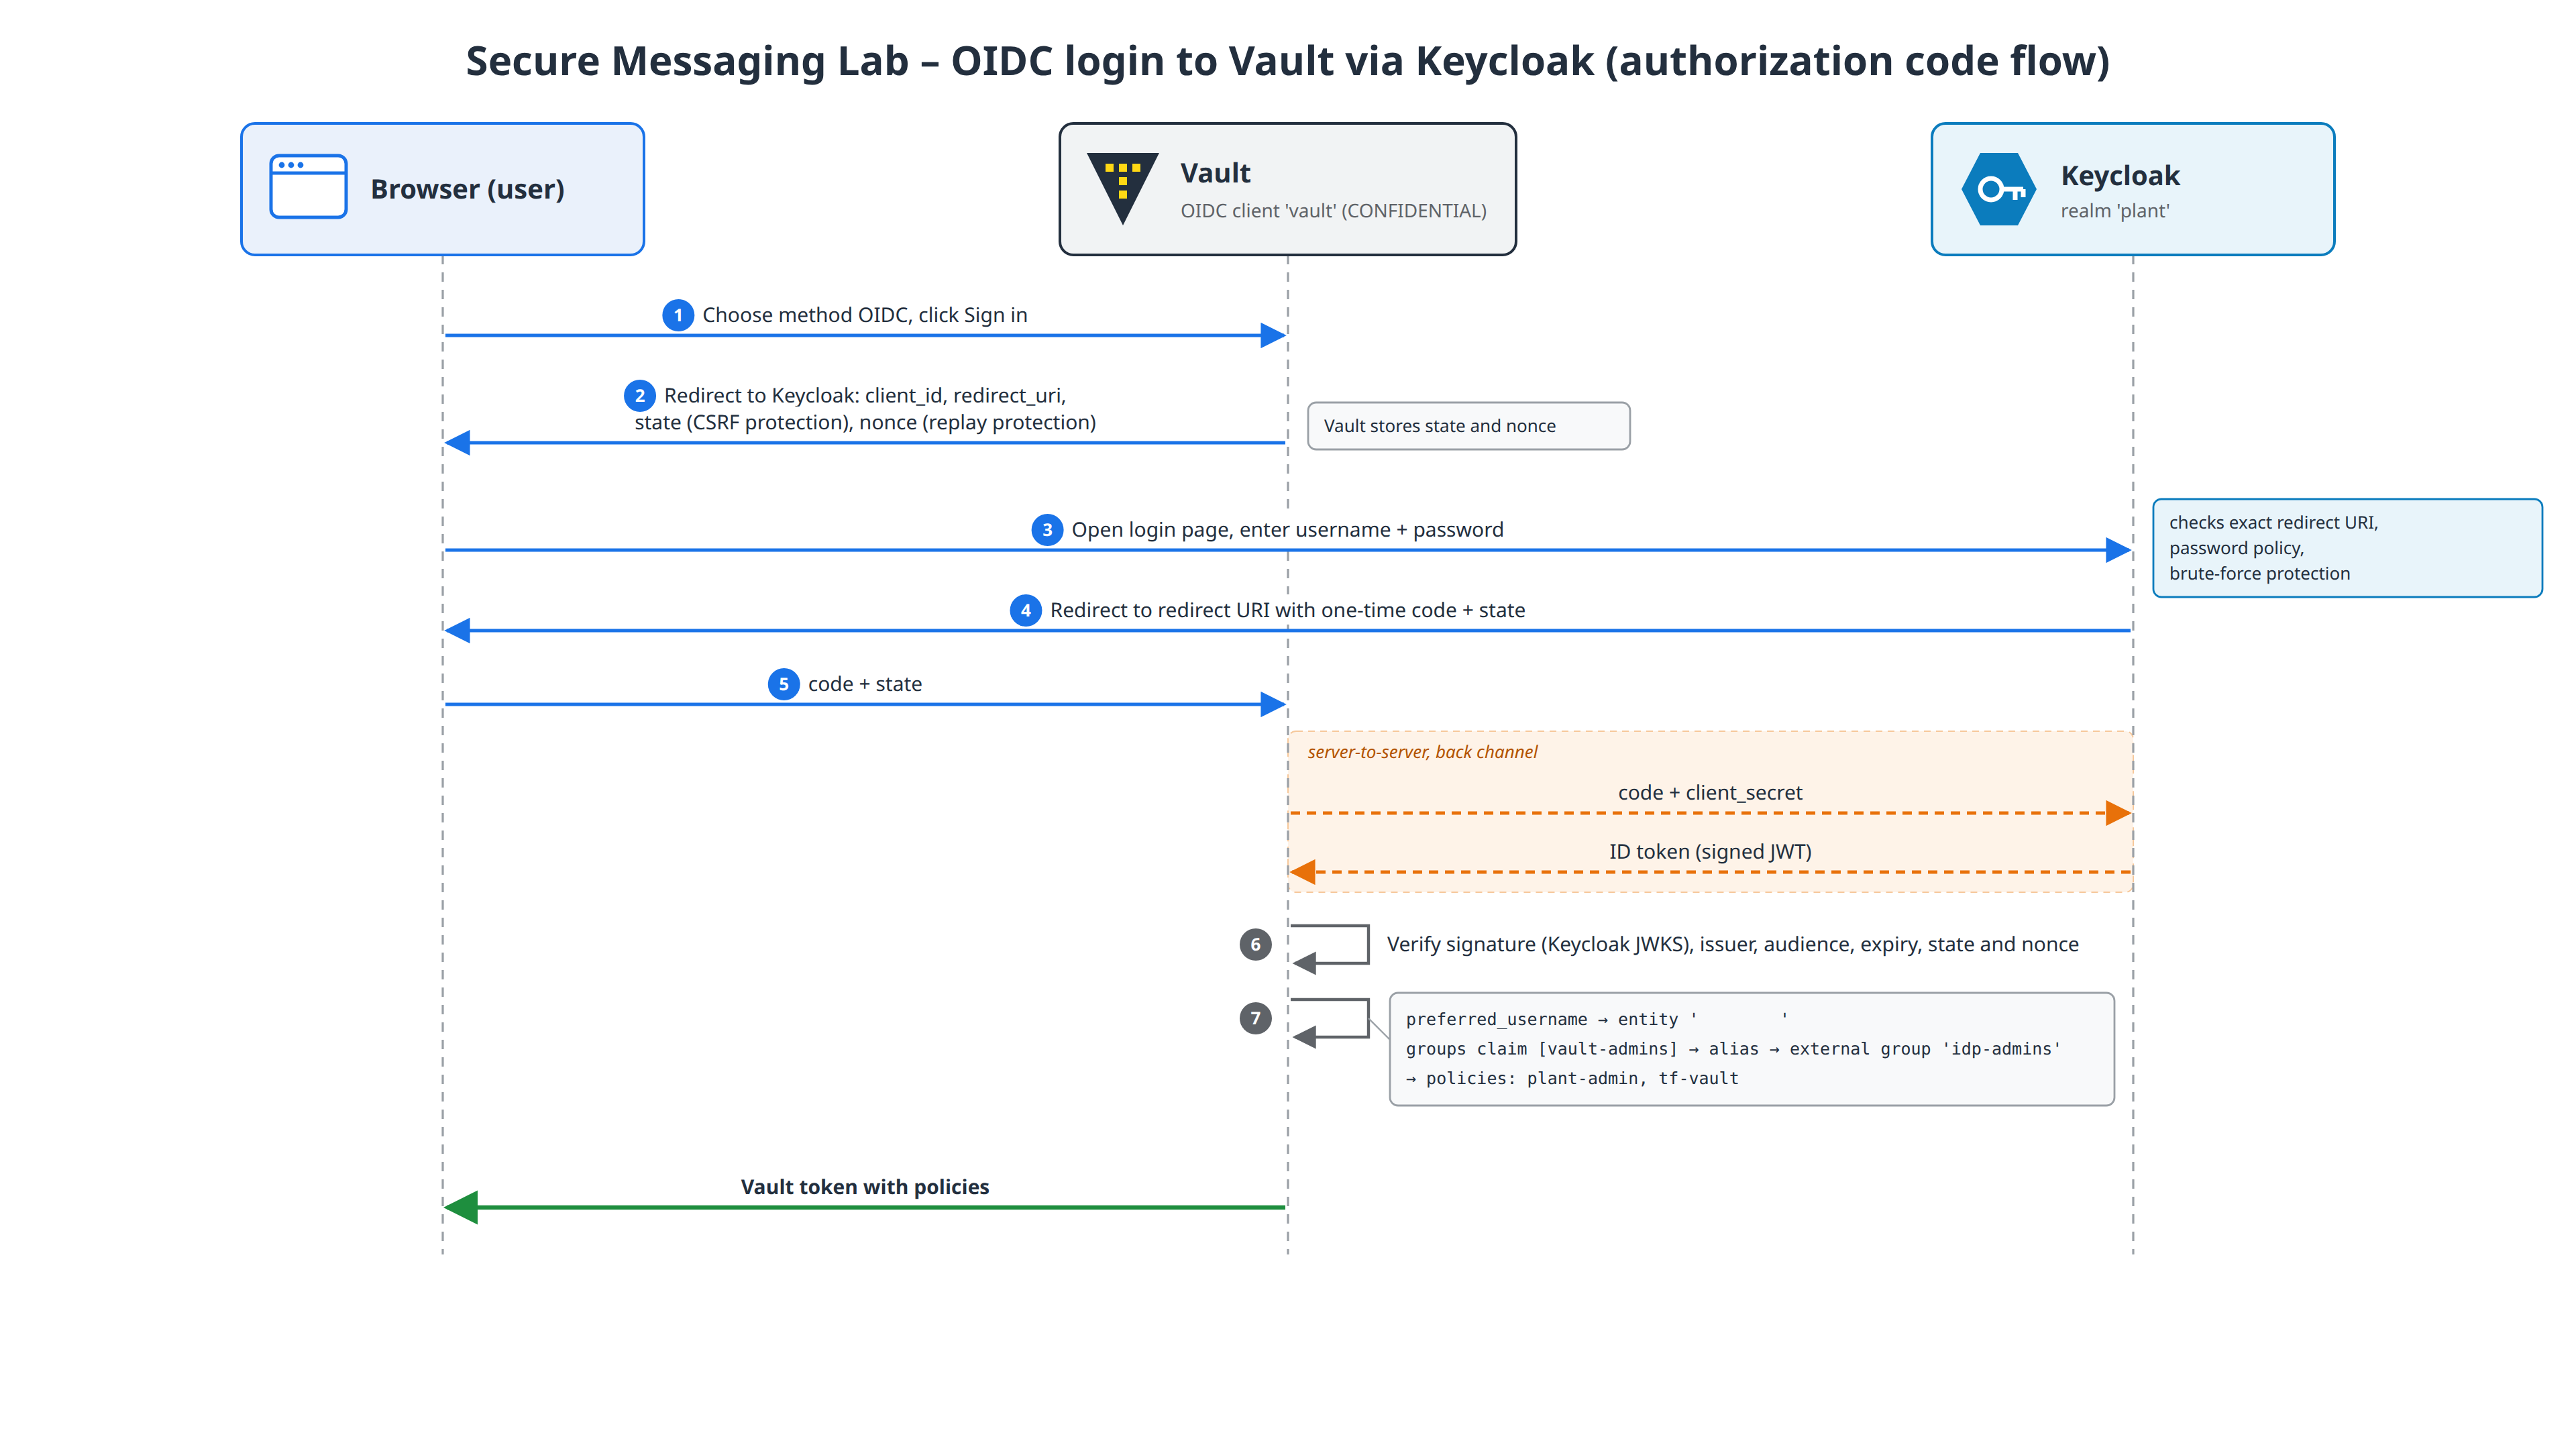 Secure Messaging Lab – OIDC login to Vault via Keycloak (authorization code flow)
Browser (user)
Vault
OIDC client 'vault' (CONFIDENTIAL)
Keycloak
realm 'plant'
1 Choose method OIDC, click Sign in
2 Redirect to Keycloak: client_id, redirect_uri,
state (CSRF protection), nonce (replay protection)
Vault stores state and nonce
3 Open login page, enter username + password
checks exact redirect URI,
password policy,
brute-force protection
4 Redirect to redirect URI with one-time code + state
5 code + state
server-to-server, back channel
code + client_secret
ID token (signed JWT)
6 Verify signature (Keycloak JWKS), issuer, audience, expiry, state and nonce
7
preferred_username → entity '        '
groups claim [vault-admins] → alias → external group 'idp-admins'
→ policies: plant-admin, tf-vault
Vault token with policies